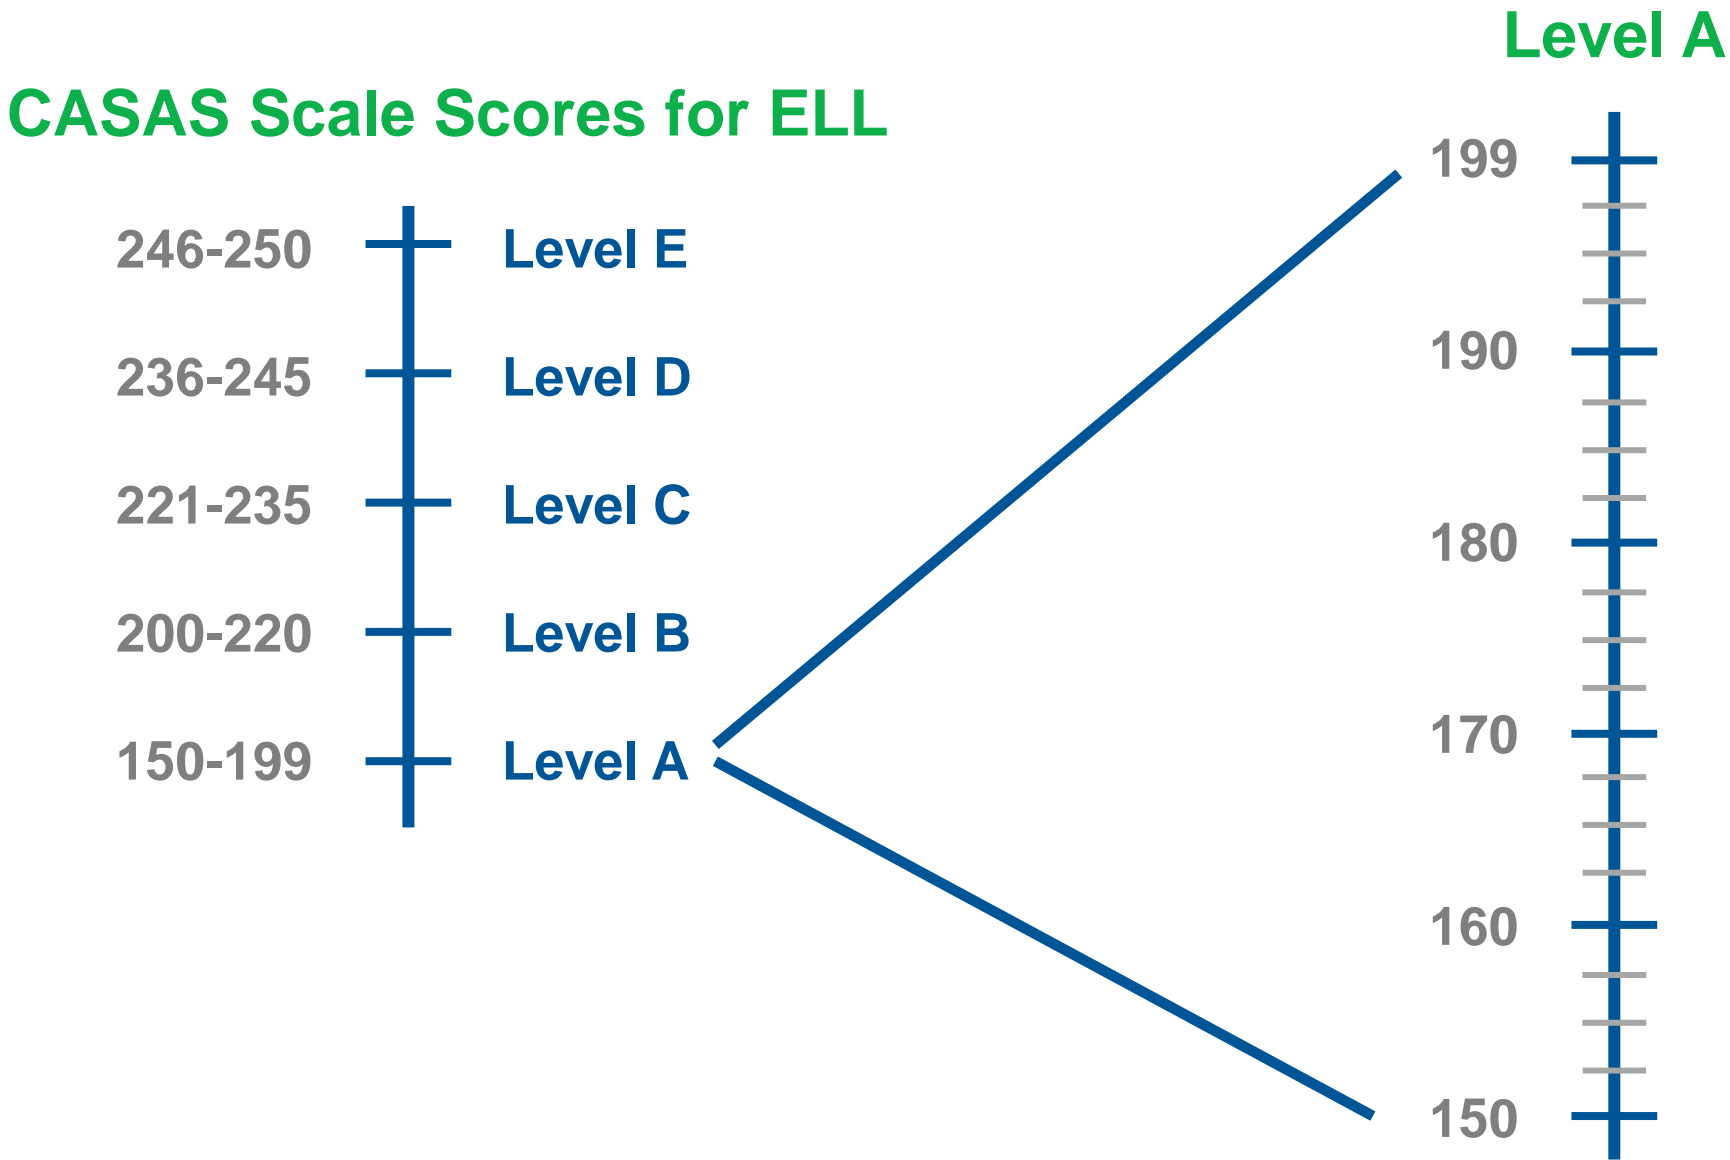 CASAS Scale Scores for ELL
246-250 Level E
236-245 Level D
221-235 Level C
200-220 Level B
150-199 Level A
Level A
199
190
180
170
160
150